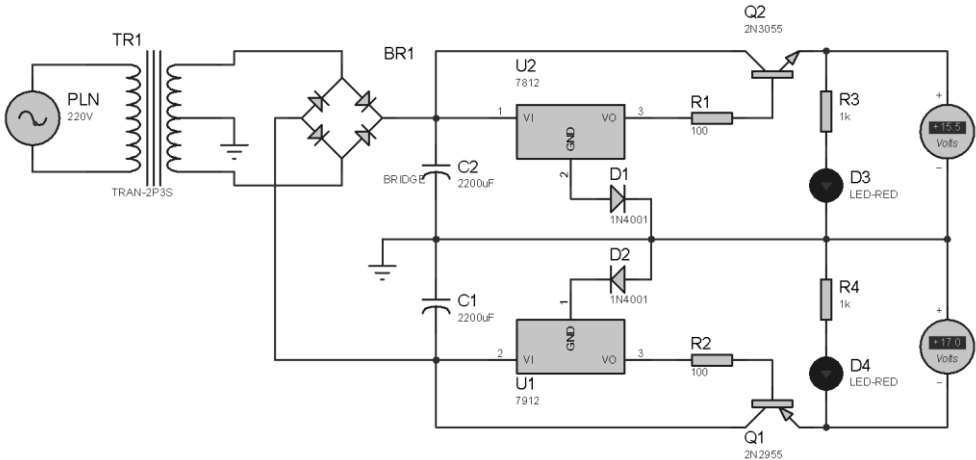 TR1
PLN
220V
TRAN-2P3S
BR1
BRIDGE
C2
2200uF
C1
2200uF
U2
7812
1
VI
VO
3
GND
2
D1
1N4001
D2
1N4001
1
GND
2
VI
VO
3
U1
7912
R1
100
R2
100
Q2
2N3055
Q1
2N2955
R3
1k
D3
LED-RED
R4
1k
D4
LED-RED
+
+15.5
Volts
−
+
+17.0
Volts
−